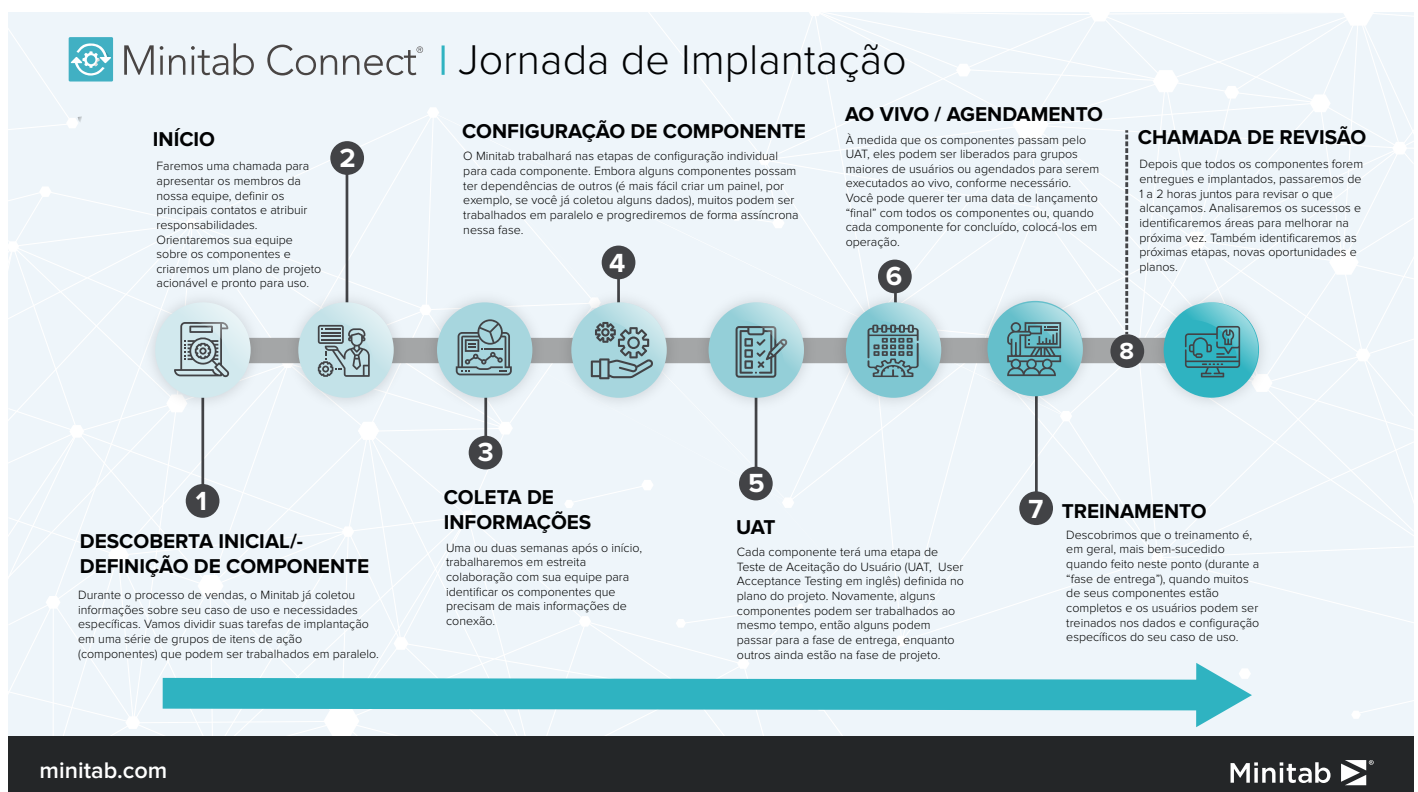 Minitab Connect® | Jornada de Implantação
1
DESCOBERTA INICIAL/-
DEFINIÇÃO DE COMPONENTE
Durante o processo de vendas, o Minitab já coletou
informações sobre seu caso de uso e necessidades
específicas. Vamos dividir suas tarefas de implantação
em uma série de grupos de itens de ação
(componentes) que podem ser trabalhados em paralelo.
INÍCIO
2
Faremos uma chamada para
apresentar os membros da
nossa equipe, definir os
principais contatos e atribuir
responsabilidades.
Orientaremos sua equipe
sobre os componentes e
criaremos um plano de projeto
acionável e pronto para uso.
3
COLETA DE
INFORMAÇÕES
Uma ou duas semanas após o início,
trabalharemos em estreita
colaboração com sua equipe para
identificar os componentes que
precisam de mais informações de
conexão.
CONFIGURAÇÃO DE COMPONENTE
O Minitab trabalhará nas etapas de configuração individual
para cada componente. Embora alguns componentes possam
ter dependências de outros (é mais fácil criar um painel, por
exemplo, se você já coletou alguns dados), muitos podem ser
trabalhados em paralelo e progrediremos de forma assíncrona
nessa fase.
4
5
UAT
Cada componente terá uma etapa de
Teste de Aceitação do Usuário (UAT, User
Acceptance Testing em inglês) definida no
plano do projeto. Novamente, alguns
componentes podem ser trabalhados ao
mesmo tempo, então alguns podem
passar para a fase de entrega, enquanto
outros ainda estão na fase de projeto.
AO VIVO / AGENDAMENTO
À medida que os componentes passam pelo
UAT, eles podem ser liberados para grupos
maiores de usuários ou agendados para serem
executados ao vivo, conforme necessário.
Você pode querer ter uma data de lançamento
“final” com todos os componentes ou, quando
cada componente for concluído, colocá-los em
operação.
6
7 TREINAMENTO
Descobrimos que o treinamento é,
em geral, mais bem-sucedido
quando feito neste ponto (durante a
“fase de entrega”), quando muitos
de seus componentes estão
completos e os usuários podem ser
treinados nos dados e configuração
específicos do seu caso de uso.
CHAMADA DE REVISÃO
Depois que todos os componentes forem
entregues e implantados, passaremos de
1 a 2 horas juntos para revisar o que
alcançamos. Analisaremos os sucessos e
identificaremos áreas para melhorar na
próxima vez. Também identificaremos as
próximas etapas, novas oportunidades e
planos.
8
minitab.com
Minitab®